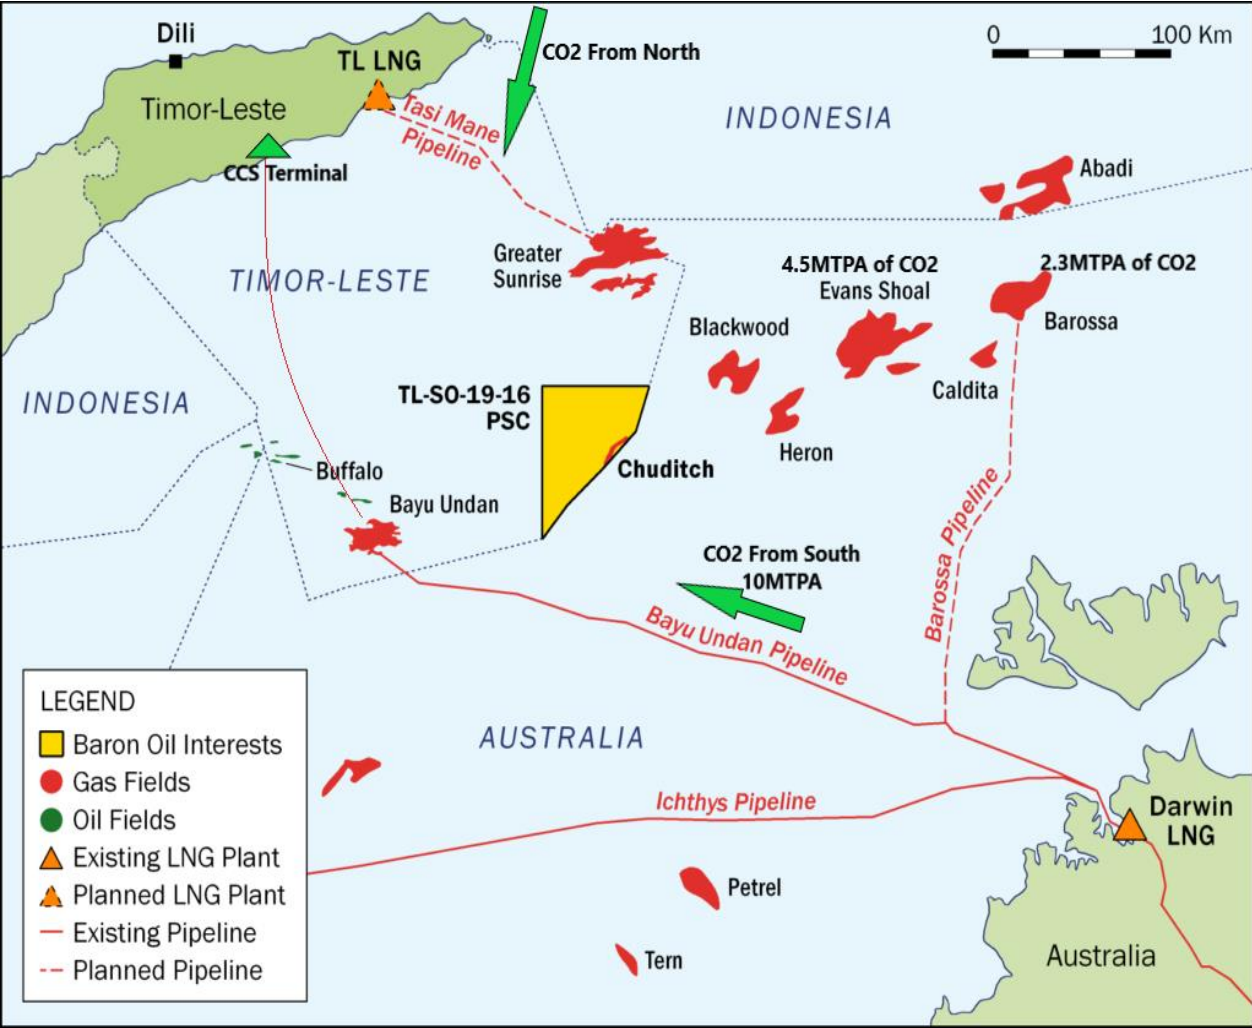 Dili
TL LNG
CO2 From North
0 100 Km
Timor-Leste
Tasi Mane
Pipeline
INDONESIA
CCS Terminal
Abadi
Greater
Sunrise
TIMOR-LESTE
4.5MTPA of CO2
Evans Shoal
2.3MTPA of CO2
Barossa
Blackwood
Caldita
INDONESIA
TL-SO-19-16
PSC
Heron
Chuditch
Buffalo
Bayu Undan
Barossa Pipeline
CO2 From South
10MTPA
Bayu Undan Pipeline
AUSTRALIA
LEGEND
Baron Oil Interests
Gas Fields
Oil Fields
Existing LNG Plant
Planned LNG Plant
Existing Pipeline
Planned Pipeline
Ichthys Pipeline
Darwin
LNG
Petrel
Tern
Australia